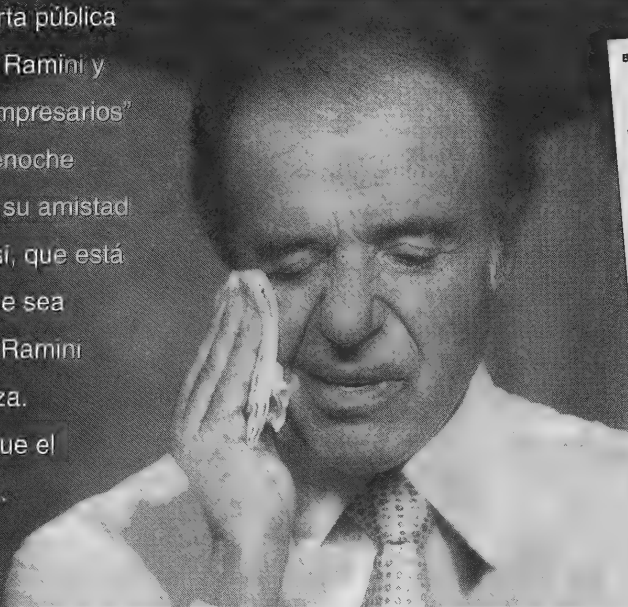 rta pública
Ramini y
mpresarios”
enoche
su amistad
sí, que está
e sea
Ramini
za.
ue el
.